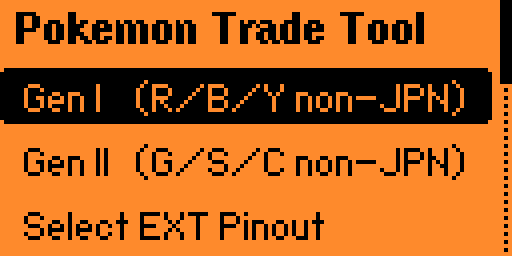 Pokemon Trade Tool
Gen I (R/B/Y non-JPN)
Gen II (G/S/C non-JPN)
Select EXT Pinout